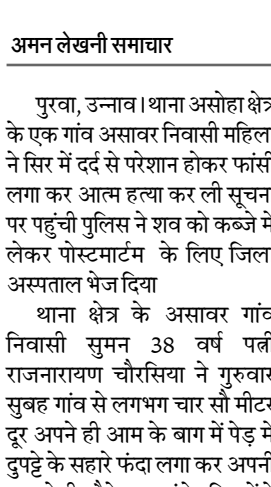 अमन लेखनी समाचार
पुरवा, उन्नाव।थाना असोहा क्षेत्र
के एक गांव असावर निवासी महिला
ने सिर में दर्द से परेशान होकर फांसी
लगा कर आत्म हत्या कर ली सूचना
पर पहुंची पुलिस ने शव को कब्जे में
लेकर पोस्टमार्टम के लिए जिला
अस्पताल भेज दिया
थाना क्षेत्र के असावर गांव
निवासी सुमन 38 वर्ष पत्नी
राजनारायण चौरसिया ने गुरुवार
सुबह गांव से लगभग चार सौ मीटर
दूर अपने ही आम के बाग में पेड़ में
दुपट्टे के सहारे फंदा लगा कर अपनी